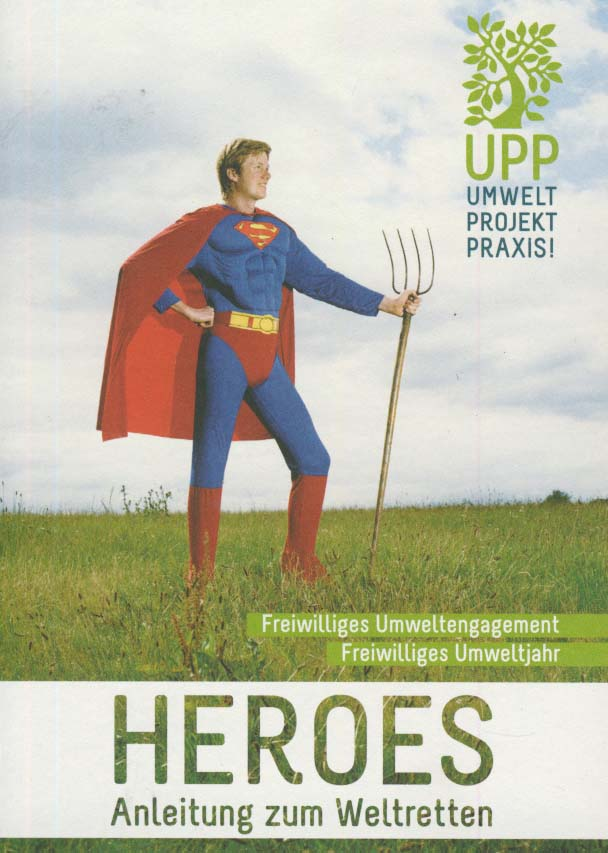 UPP
UMWELT
PROJEKT
PRAXIS!
Freiwilliges Umweltengagement
Freiwilliges Umweltjahr
HEROES
Anleitung zum Weltretten